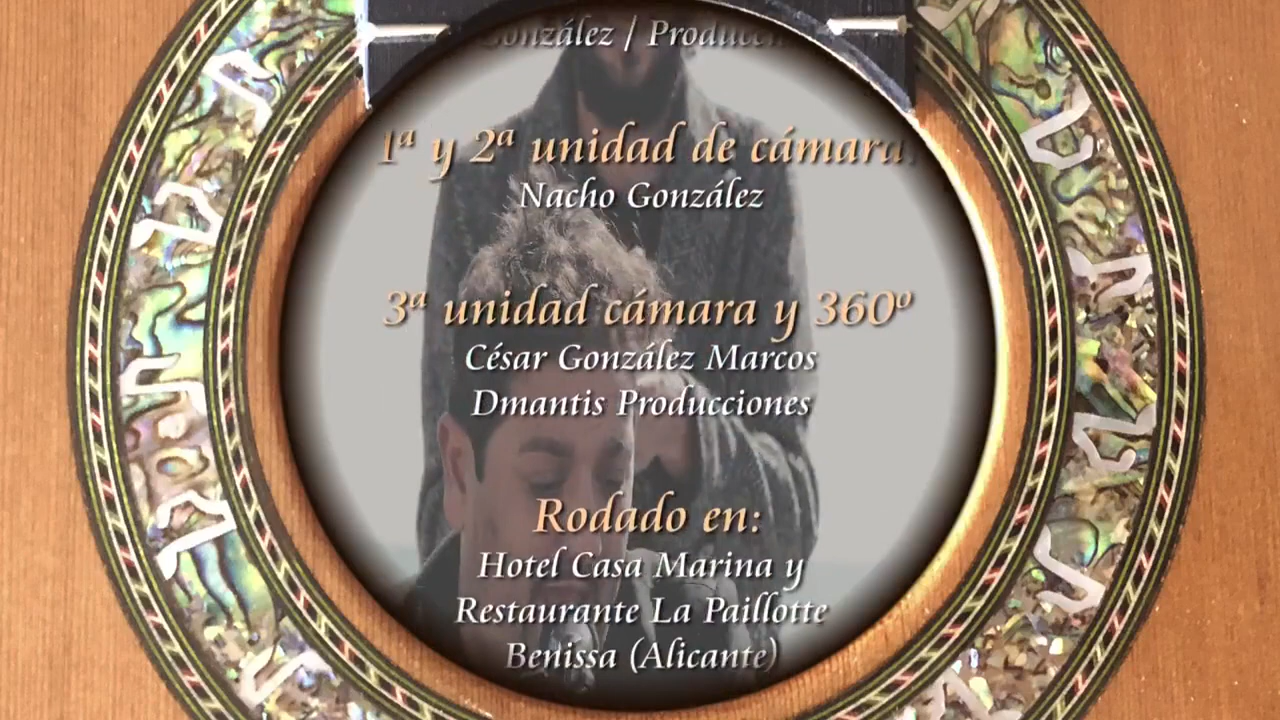 González / Producc
1ª y 2ª unidad de cámara:
Nacho González
3ª unidad cámara y 360º
César González Marcos
Dmantis Producciones
Rodado en:
Hotel Casa Marina y
Restaurante La Paillotte
Benissa (Alicante)